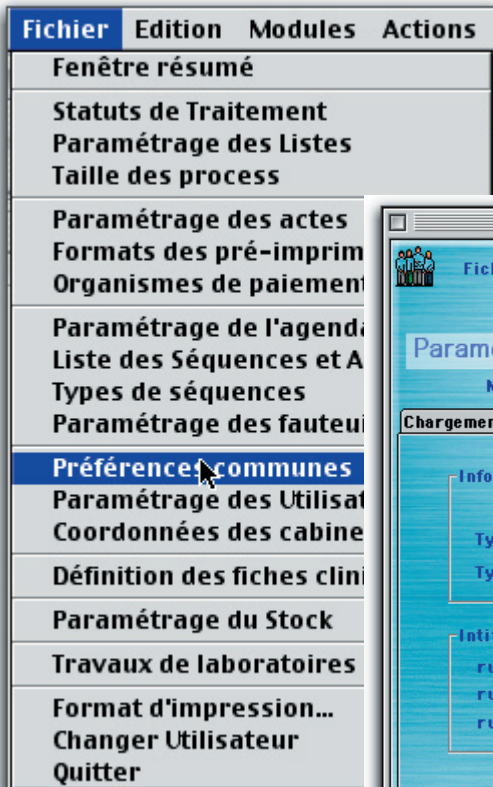 Fichier Edition Modules Actions
Fenêtre résumé
Statuts de Traitement
Paramétrage des Listes
Taille des process
Paramétrage des actes
Formats des pré-imprim
Organismes de paiement
Paramétrage de l'agenda
Liste des Séquences et A
Types de séquences
Paramétrage des fauteui
Préférences communes
Paramétrage des Utilisat
Coordonnées des cabine
Définition des fiches clini
Paramétrage du Stock
Travaux de laboratoires
Format d'impression...
Changer Utilisateur
Quitter
Fich
Paramé
Chargemen
Info
Ty
Ty
Intit
ru
ru
ru